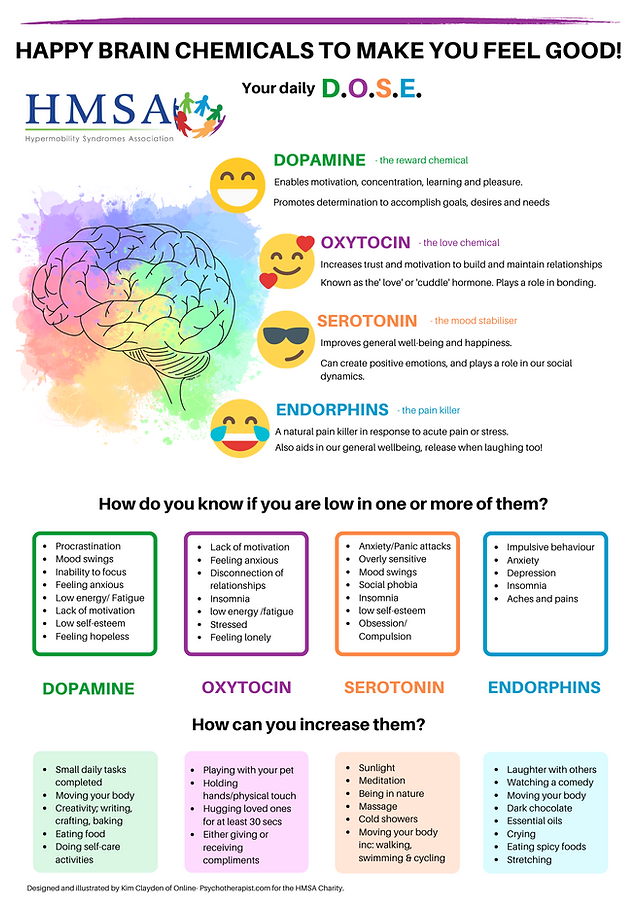 HAPPY BRAIN CHEMICALS TO MAKE YOU FEEL GOOD!
Your daily D.O.S.E.
HMSA
Hypermobility Syndromes Association
DOPAMINE - the reward chemical
Enables motivation, concentration, learning and pleasure.
Promotes determination to accomplish goals, desires and needs
OXYTOCIN - the love chemical
Increases trust and motivation to build and maintain relationships
Known as the' love' or 'cuddle' hormone. Plays a role in bonding.
SEROTONIN - the mood stabiliser
Improves general well-being and happiness.
Can create positive emotions, and plays a role in our social
dynamics.
ENDORPHINS - the pain killer
A natural pain killer in response to acute pain or stress.
Also aids in our general wellbeing, release when laughing too!
How do you know if you are low in one or more of them?
• Procrastination
• Mood swings
• Inability to focus
• Feeling anxious
• Low energy/ Fatigue
• Lack of motivation
• Low self-esteem
• Feeling hopeless
DOPAMINE
• Lack of motivation
• Feeling anxious
• Disconnection of
relationships
• Insomnia
• low energy /fatigue
• Stressed
• Feeling lonely
OXYTOCIN
• Anxiety/Panic attacks
• Overly sensitive
• Mood swings
• Social phobia
• Insomnia
• low self-esteem
• Obsession/
Compulsion
SEROTONIN
• Impulsive behaviour
• Anxiety
• Depression
• Insomnia
• Aches and pains
ENDORPHINS
How can you increase them?
• Small daily tasks
completed
• Moving your body
• Creativity; writing,
crafting, baking
• Eating food
• Doing self-care
activities
• Playing with your pet
• Holding
hands/physical touch
• Hugging loved ones
for at least 30 secs
• Either giving or
receiving
compliments
• Sunlight
• Meditation
• Being in nature
• Massage
• Cold showers
• Moving your body
inc: walking,
swimming & cycling
• Laughter with others
• Watching a comedy
• Moving your body
• Dark chocolate
• Essential oils
• Crying
• Eating spicy foods
• Stretching
Designed and illustrated by Kim Clayden of Online- Psychotherapist.com for the HMSA Charity.